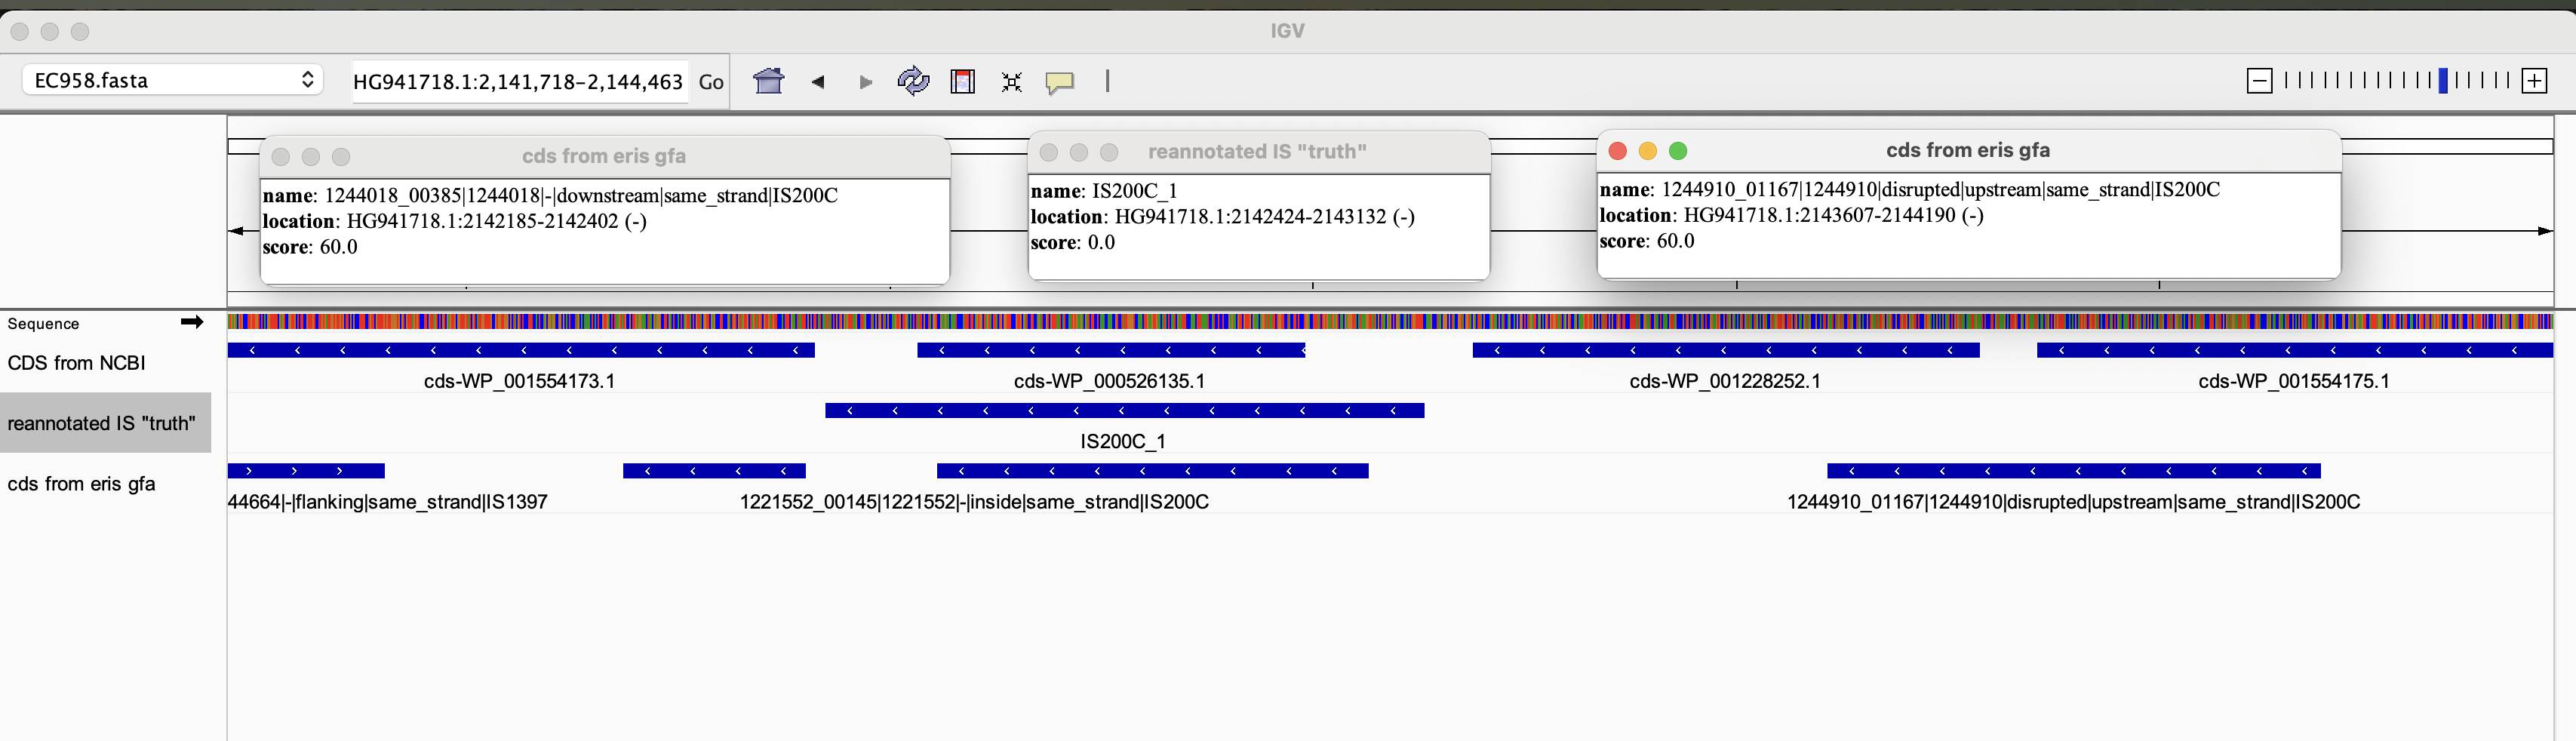 IGV
EC958.fasta
HG941718.1:2,141,718-2,144,463
Go
cds from eris gfa
name: 1244018_00385|1244018|-|downstream|same_strand|IS200C
location: HG941718.1:2142185-2142402 (-)
score: 60.0
reannotated IS "truth"
name: IS200C_1
location: HG941718.1:2142424-2143132 (-)
score: 0.0
cds from eris gfa
name: 1244910_01167|1244910|disrupted|upstream|same_strand|IS200C
location: HG941718.1:2143607-2144190 (-)
score: 60.0
Sequence
CDS from NCBI
cds-WP_001554173.1
cds-WP_000526135.1
cds-WP_001228252.1
cds-WP_001554175.1
reannotated IS "truth"
IS200C_1
cds from eris gfa
44664|-|flanking|same_strand|IS1397
1221552_00145|1221552|-|inside|same_strand|IS200C
1244910_01167|1244910|disrupted|upstream|same_strand|IS200C